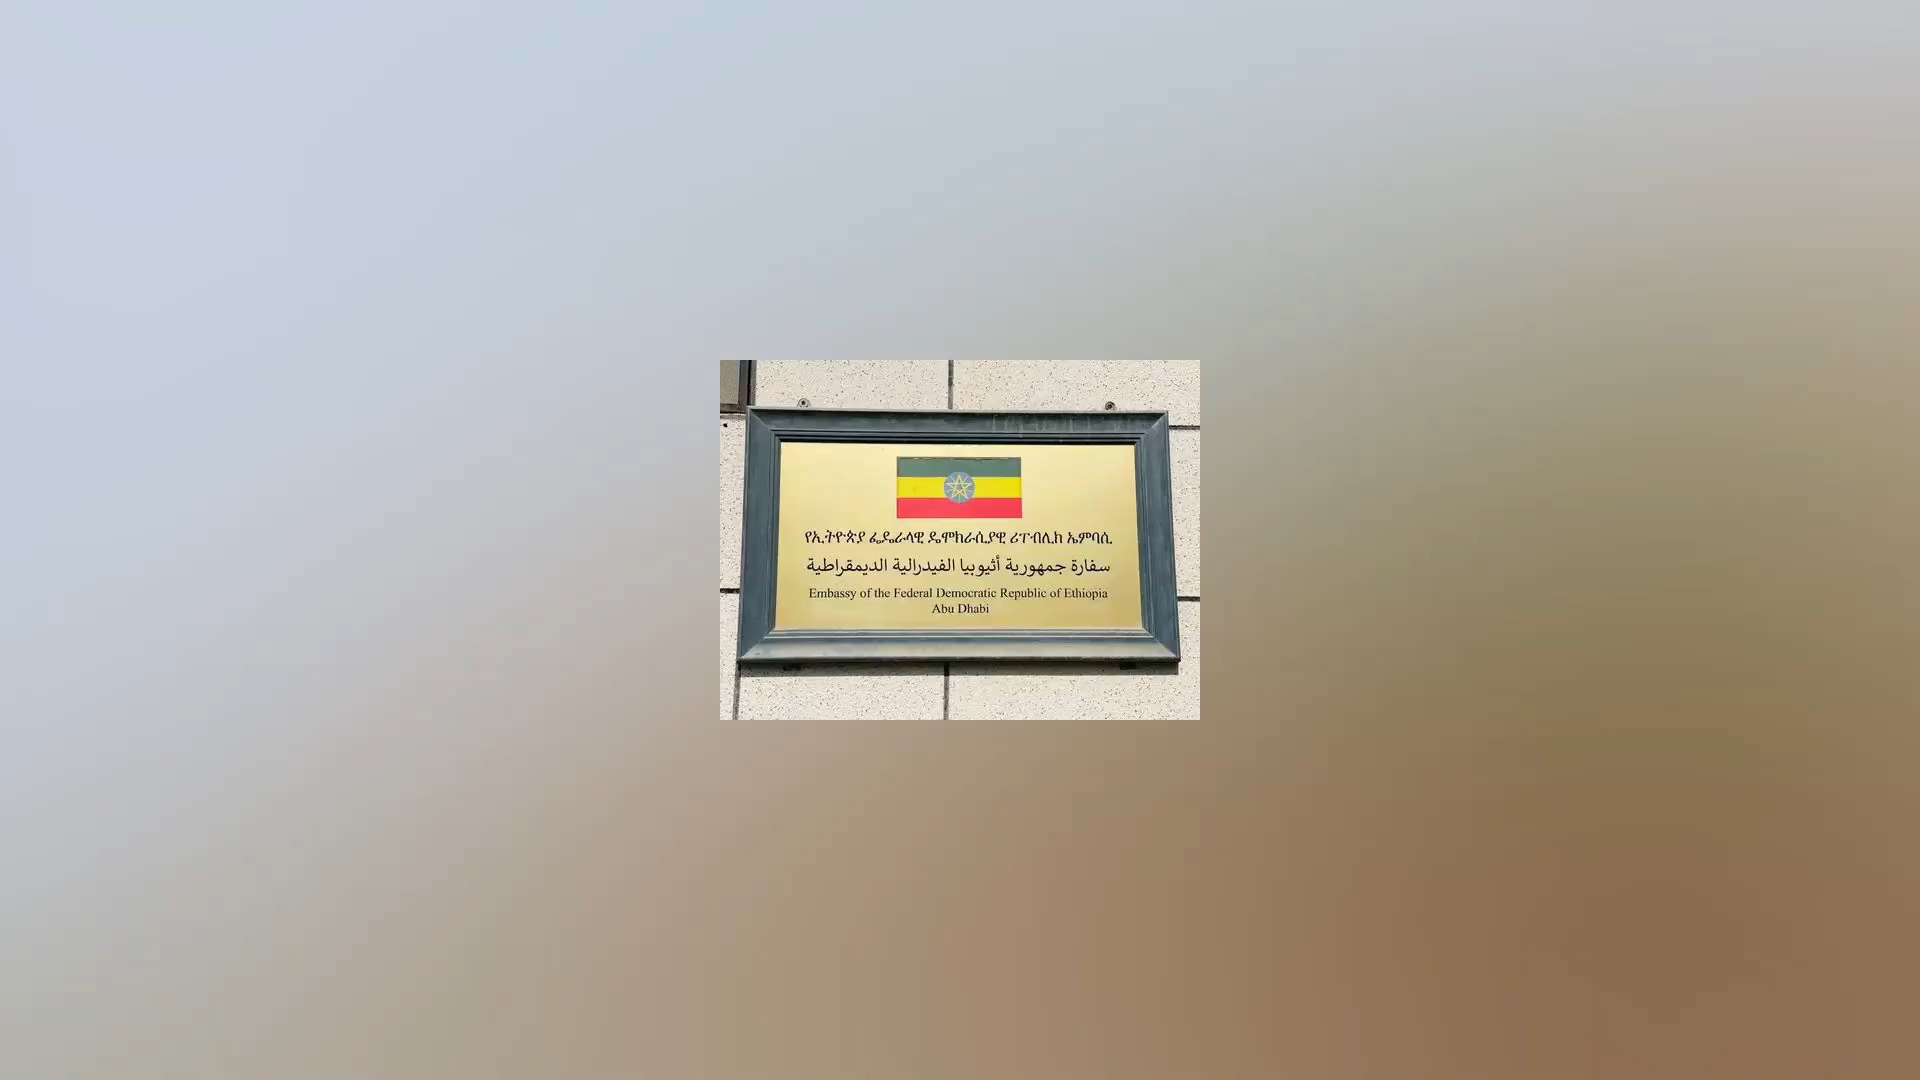 የኢትዮጵያ ፌዴራላዊ ዴሞክራሲያዊ ሪፐብሊክ ኤምባሲ
سفارة جمهورية أثيوبيا الفيدرالية الديمقراطية
Embassy of the Federal Democratic Republic of Ethiopia
Abu Dhabi